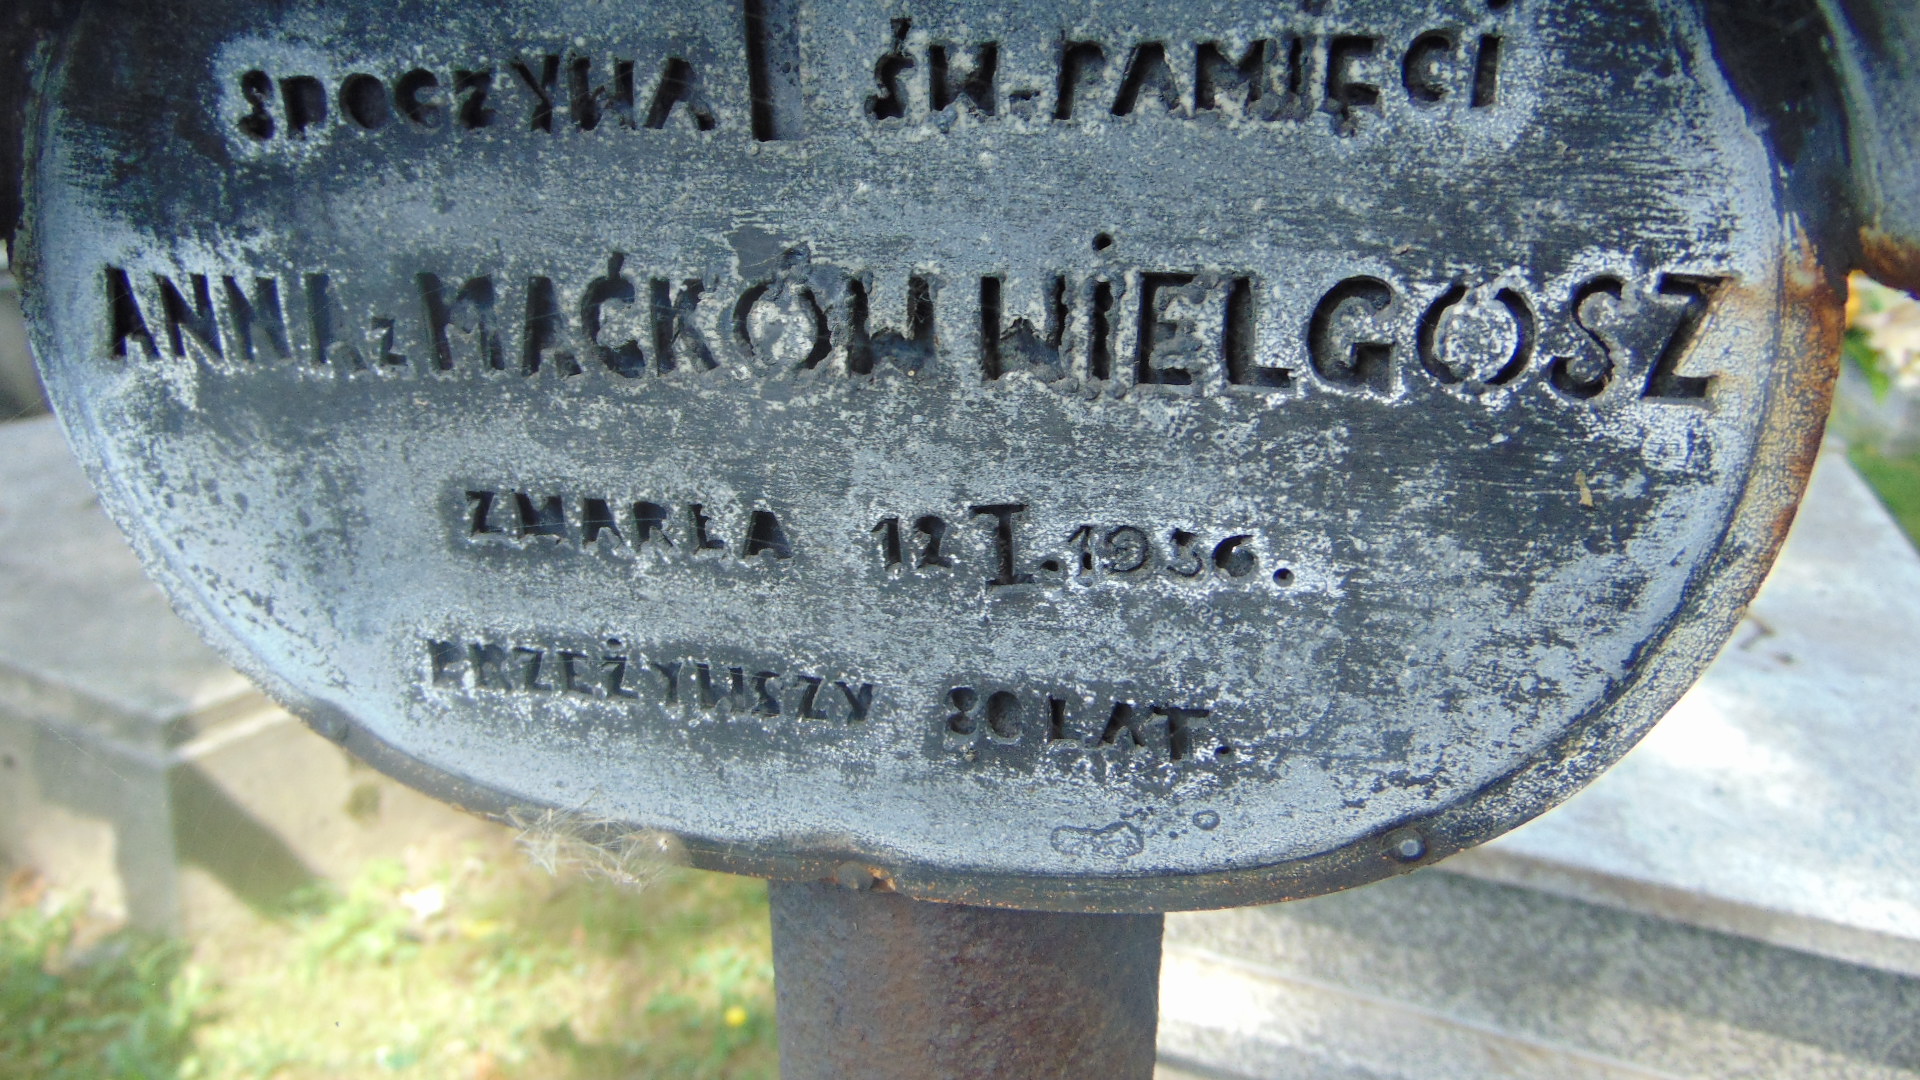 SPOCZYWA ŚW. PAMIĘCI
ANNA z MAĆKÓW WIELGOSZ
ZMARŁA 12 I. 1936.
PRZEŻYWSZY 80 LAT.